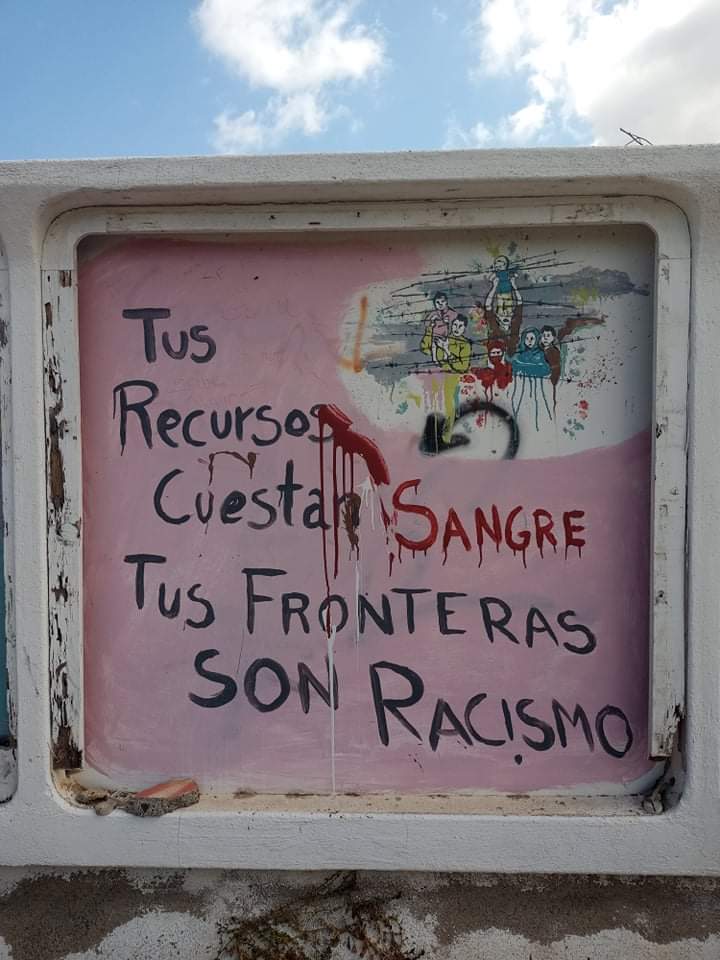 Tus
Recursos
Cuestan SANGRE
Tus FRONTERAS
SON RACISMO